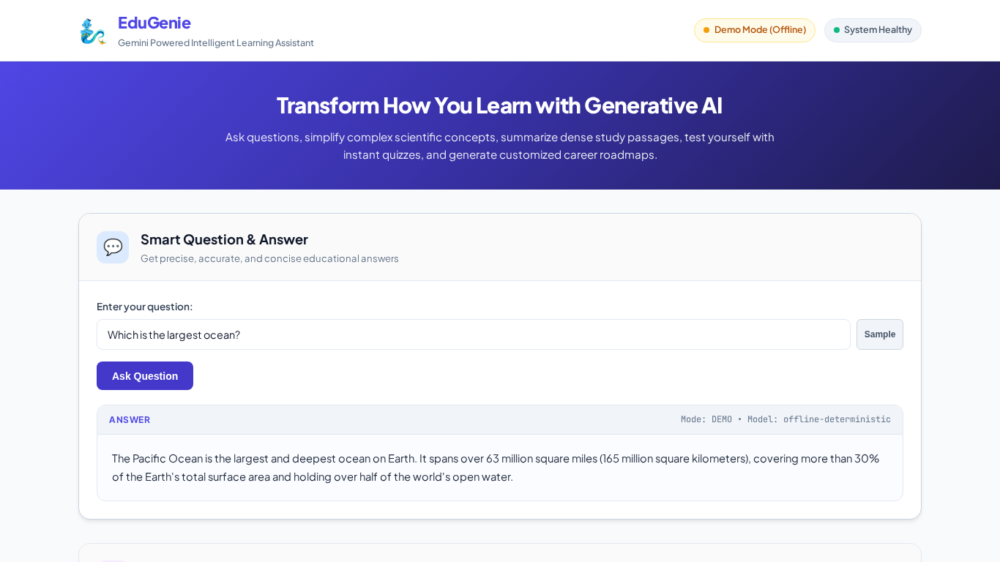 EduGenie
Gemini Powered Intelligent Learning Assistant
Demo Mode (Offline)
System Healthy
Transform How You Learn with Generative AI
Ask questions, simplify complex scientific concepts, summarize dense study passages, test yourself with
instant quizzes, and generate customized career roadmaps.
Smart Question & Answer
Get precise, accurate, and concise educational answers
Enter your question:
Which is the largest ocean?
Sample
Ask Question
ANSWER
Mode: DEMO • Model: offline-deterministic
The Pacific Ocean is the largest and deepest ocean on Earth. It spans over 63 million square miles (165 million square kilometers), covering more than 30%
of the Earth's total surface area and holding over half of the world's open water.